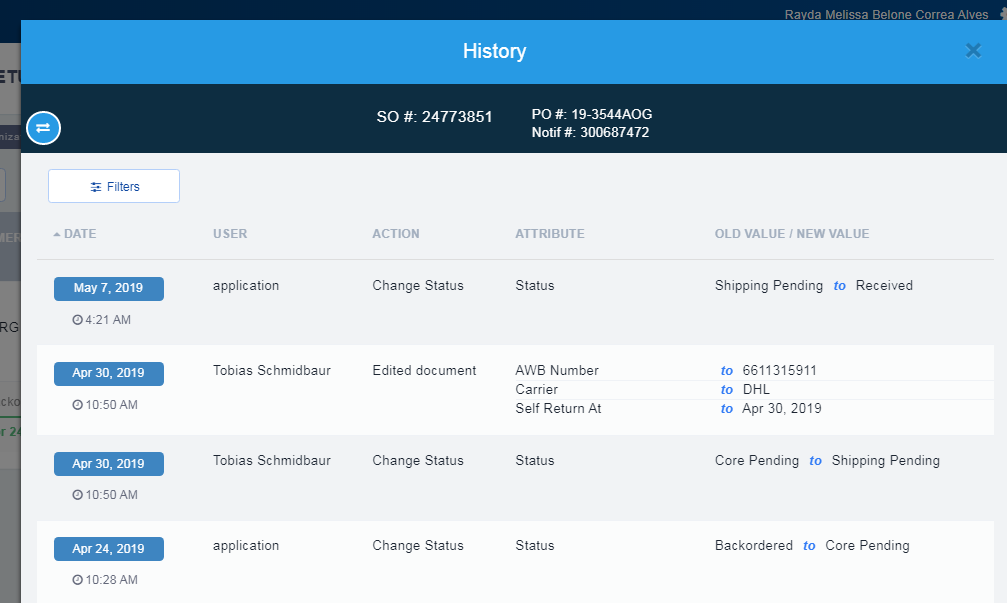 Rayda Melissa Belone Correa Alves
History
SO #: 24773851
PO #: 19-3544AOG
Notif #: 300687472
Filters
DATE USER ACTION ATTRIBUTE OLD VALUE / NEW VALUE
May 7, 2019 application Change Status Status Shipping Pending to Received
4:21 AM
Apr 30, 2019 Tobias Schmidbaur Edited document AWB Number to 6611315911
Carrier to DHL
10:50 AM Self Return At to Apr 30, 2019
Apr 30, 2019 Tobias Schmidbaur Change Status Status Core Pending to Shipping Pending
10:50 AM
Apr 24, 2019 application Change Status Status Backordered to Core Pending
10:28 AM